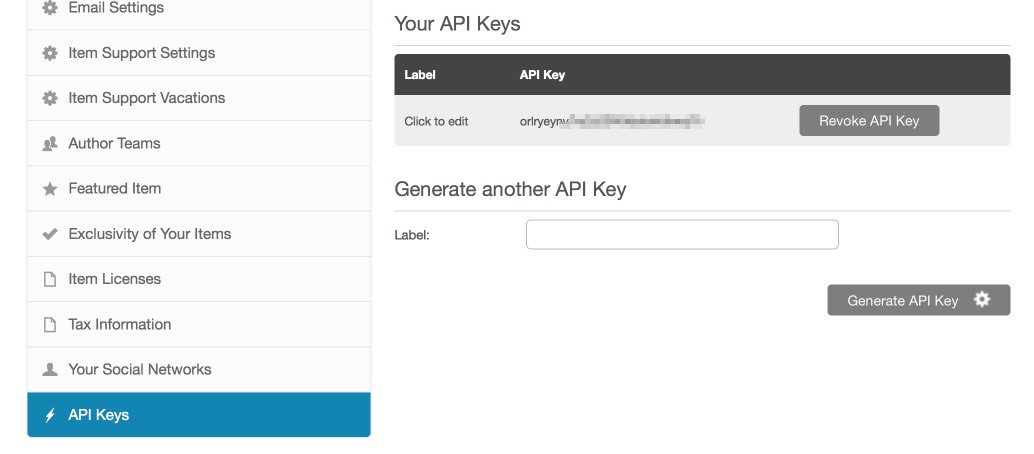 Email Settings
Item Support Settings
Item Support Vacations
Author Teams
Featured Item
Exclusivity of Your Items
Item Licenses
Tax Information
Your Social Networks
API Keys
Your API Keys
Label API Key
Click to edit Revoke API Key
Generate another API Key
Label:
Generate API Key